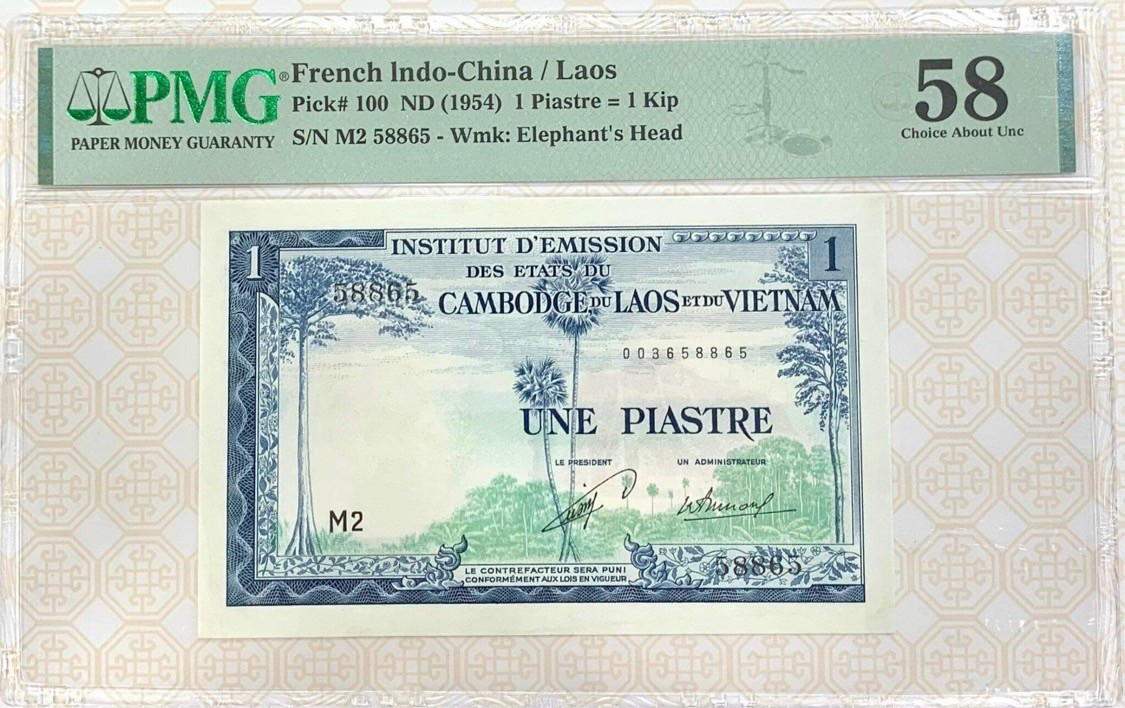 PMG®
PAPER MONEY GUARANTY
French Indo-China / Laos
Pick# 100 ND (1954) 1 Piastre = 1 Kip
S/N M2 58865 - Wmk: Elephant's Head
58
Choice About Unc
1
INSTITUT D'EMISSION
1
DES ETATS DU
58865
CAMBODGE, DU LAOS ET DU VIETNAM
003658865
UNE PIASTRE
LE PRESIDENT
UN ADMINISTRATEUR
M2
58865
LE CONTREFACTEUR SERA PUNI
CONFORMÉMENT AUX LOIS EN VIGUEUR